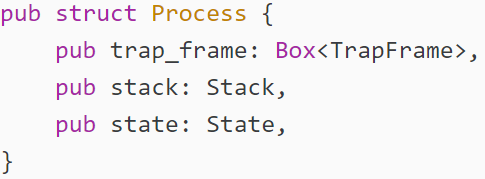 pub struct Process {
    pub trap_frame: Box<TrapFrame>,
    pub stack: Stack,
    pub state: State,
}